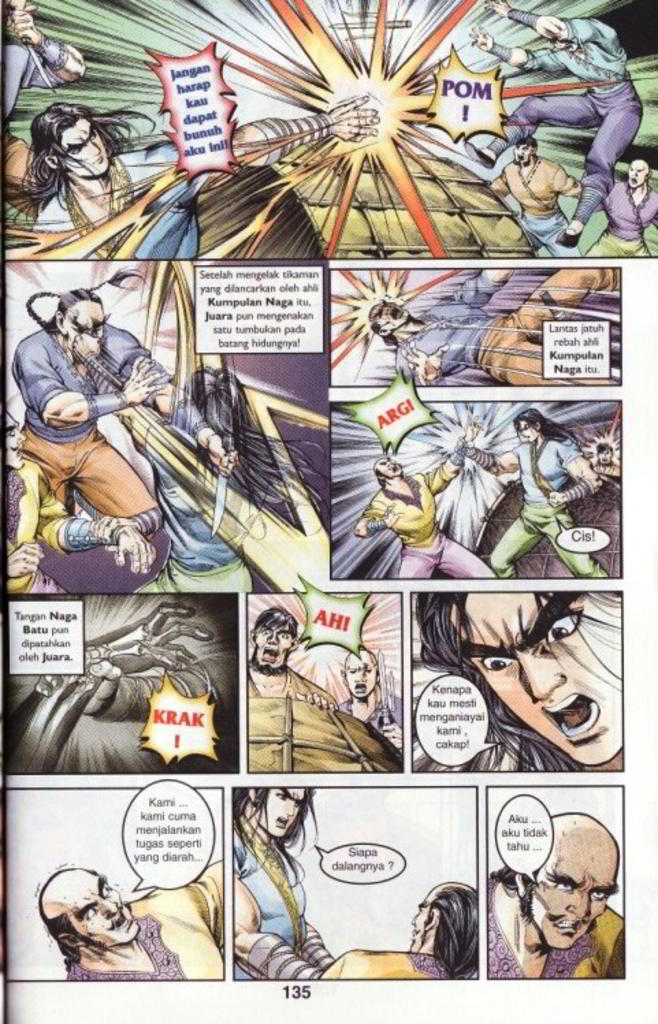 Jangan
harap
kau
dapat
bunuh
aku ini!
POM
!
Setelah mengelak tikaman
yang dilancarkan oleh ahli
Kumpulan Naga itu,
Juara pun mengenakan
satu tumbukan pada
batang hidungnya!
Lantas jatuh
rebah ahli
Kumpulan
Naga itu.
ARG!
Cis!
Tangan Naga
Batu pun
dipatahkan
oleh Juara.
KRAK
!
AH!
Kenapa
kau mesti
menganiayai
kami ,
cakap!
Kami ...
kami cuma
menjalankan
tugas seperti
yang diarah...
Siapa
dalangnya ?
Aku ...
aku tidak
tahu ...
135